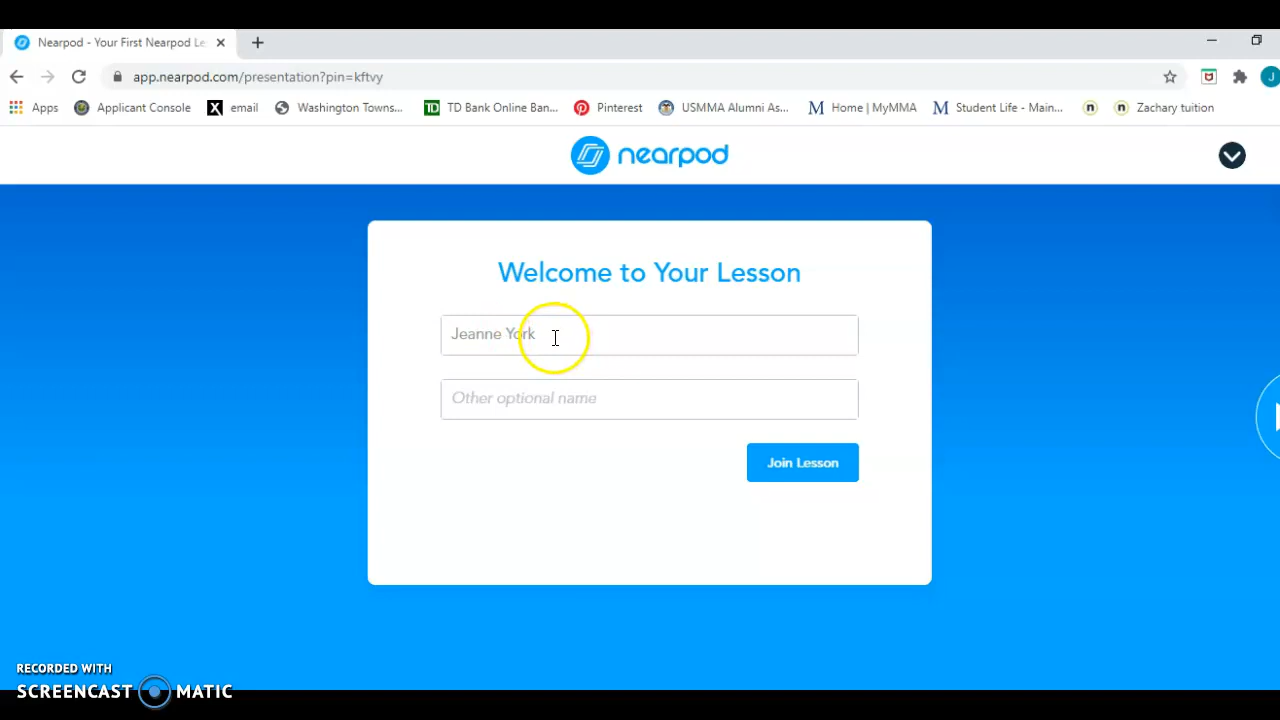 Nearpod - Your First Nearpod Le
app.nearpod.com/presentation?pin=kftvy
J
Apps Applicant Console X email Washington Towns... TD TD Bank Online Ban... Pinterest USMMA Alumni As... M Home | MyMMA M Student Life - Main... n n Zachary tuition
nearpod
Welcome to Your Lesson
Jeanne York
Other optional name
Join Lesson
RECORDED WITH
SCREENCAST MATIC